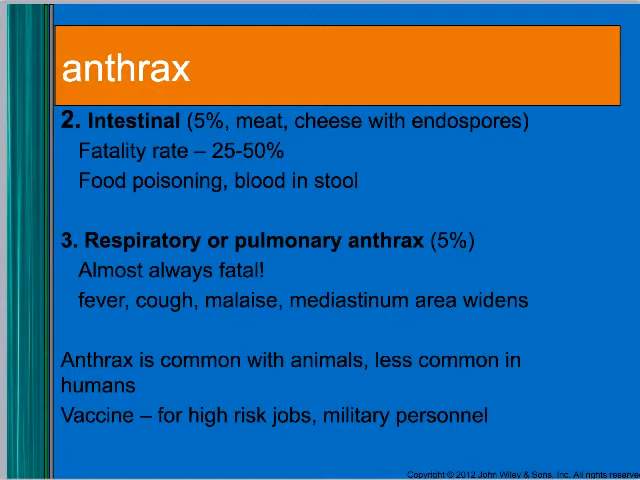 anthrax
2. Intestinal (5%, meat, cheese with endospores)
Fatality rate – 25-50%
Food poisoning, blood in stool
3. Respiratory or pulmonary anthrax (5%)
Almost always fatal!
fever, cough, malaise, mediastinum area widens
Anthrax is common with animals, less common in
humans
Vaccine – for high risk jobs, military personnel
Copyright © 2012 John Wiley & Sons, Inc. All rights reserve